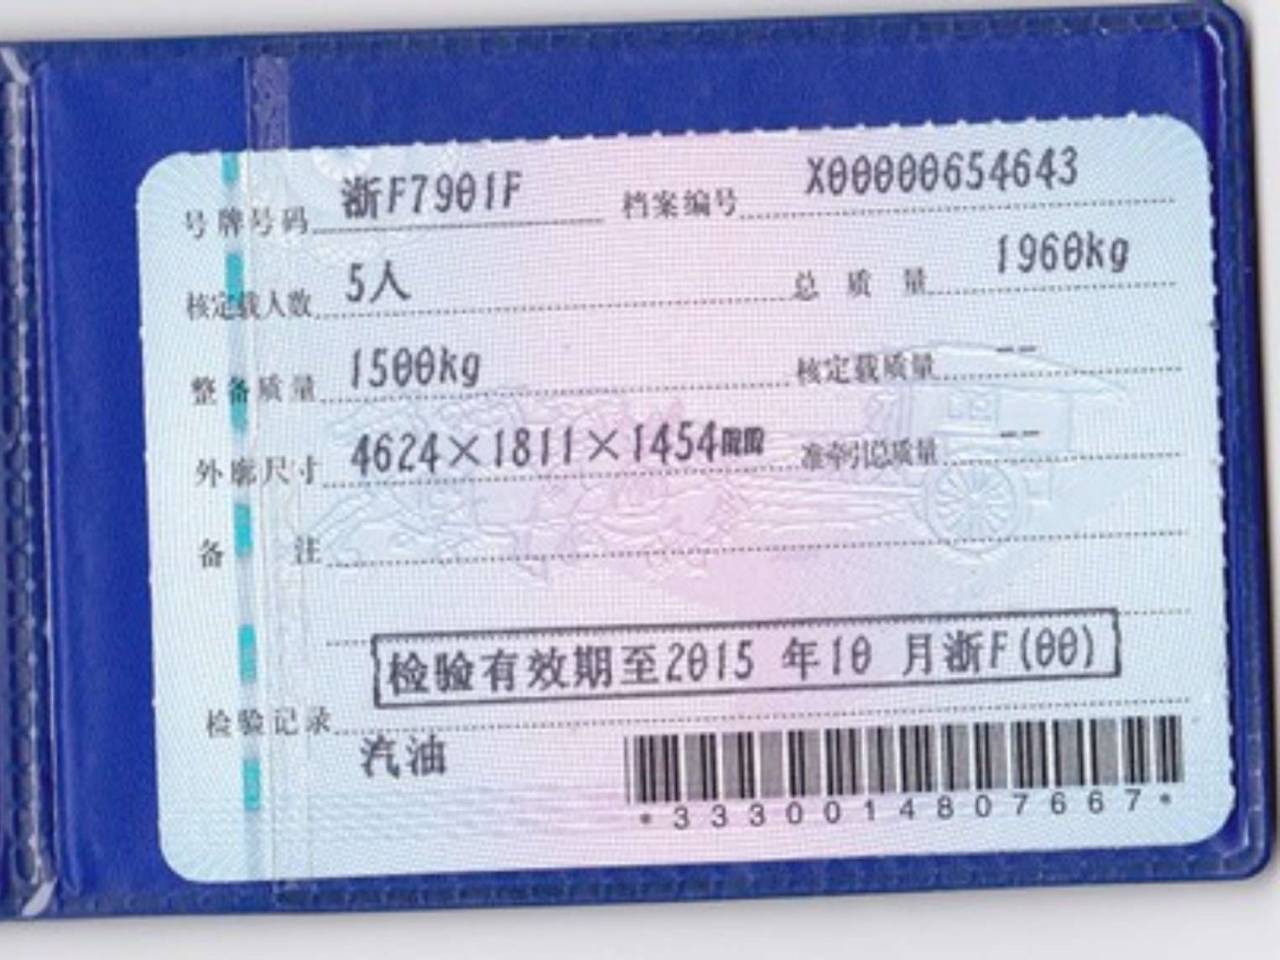 号牌号码 浙F7901F 档案编号 X00000654643
核定载人数 5人 总质量 1960kg
整备质量 1500kg 核定载质量 --
外廓尺寸 4624×1811×1454mm 准牵引总质量 --
备注
检验有效期至2015 年10 月浙F(00)
检验记录
汽油
*3330014807667*